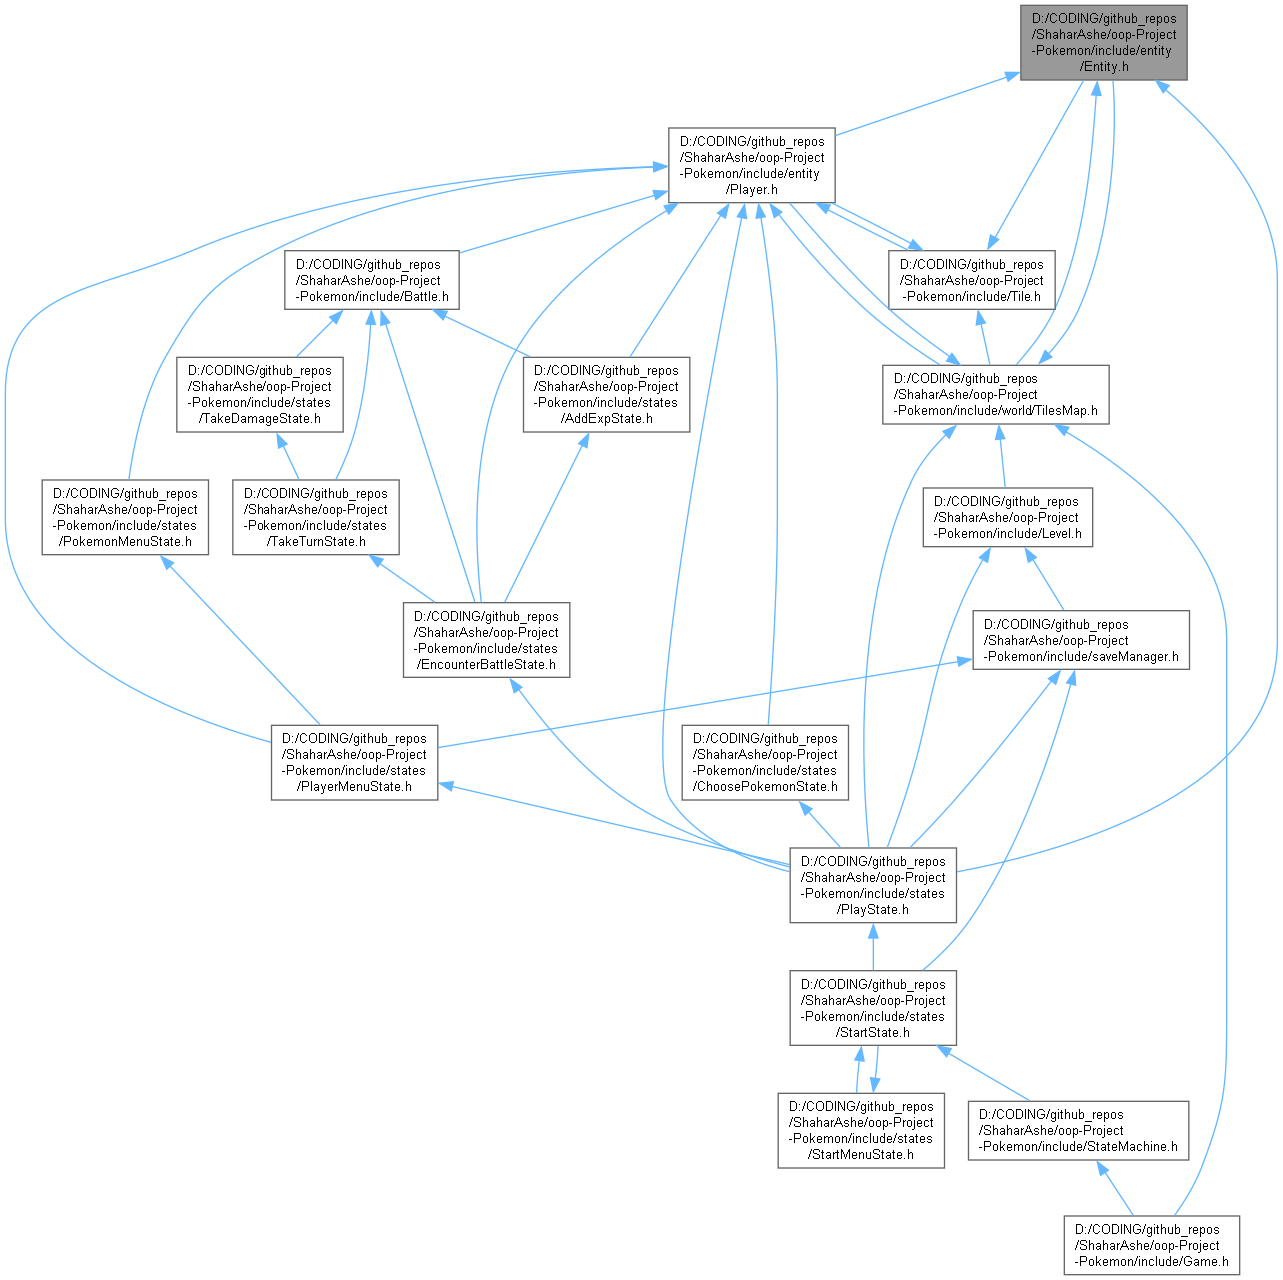 D:/CODING/github_repos
/ShaharAshe/oop-Project
-Pokemon/include/entity
/Entity.h
D:/CODING/github_repos
/ShaharAshe/oop-Project
-Pokemon/include/entity
/Player.h
D:/CODING/github_repos
/ShaharAshe/oop-Project
-Pokemon/include/Battle.h
D:/CODING/github_repos
/ShaharAshe/oop-Project
-Pokemon/include/Tile.h
D:/CODING/github_repos
/ShaharAshe/oop-Project
-Pokemon/include/states
/TakeDamageState.h
D:/CODING/github_repos
/ShaharAshe/oop-Project
-Pokemon/include/states
/AddExpState.h
D:/CODING/github_repos
/ShaharAshe/oop-Project
-Pokemon/include/world/TilesMap.h
D:/CODING/github_repos
/ShaharAshe/oop-Project
-Pokemon/include/states
/PokemonMenuState.h
D:/CODING/github_repos
/ShaharAshe/oop-Project
-Pokemon/include/states
/TakeTurnState.h
D:/CODING/github_repos
/ShaharAshe/oop-Project
-Pokemon/include/Level.h
D:/CODING/github_repos
/ShaharAshe/oop-Project
-Pokemon/include/states
/EncounterBattleState.h
D:/CODING/github_repos
/ShaharAshe/oop-Project
-Pokemon/include/saveManager.h
D:/CODING/github_repos
/ShaharAshe/oop-Project
-Pokemon/include/states
/PlayerMenuState.h
D:/CODING/github_repos
/ShaharAshe/oop-Project
-Pokemon/include/states
/ChoosePokemonState.h
D:/CODING/github_repos
/ShaharAshe/oop-Project
-Pokemon/include/states
/PlayState.h
D:/CODING/github_repos
/ShaharAshe/oop-Project
-Pokemon/include/states
/StartState.h
D:/CODING/github_repos
/ShaharAshe/oop-Project
-Pokemon/include/states
/StartMenuState.h
D:/CODING/github_repos
/ShaharAshe/oop-Project
-Pokemon/include/StateMachine.h
D:/CODING/github_repos
/ShaharAshe/oop-Project
-Pokemon/include/Game.h